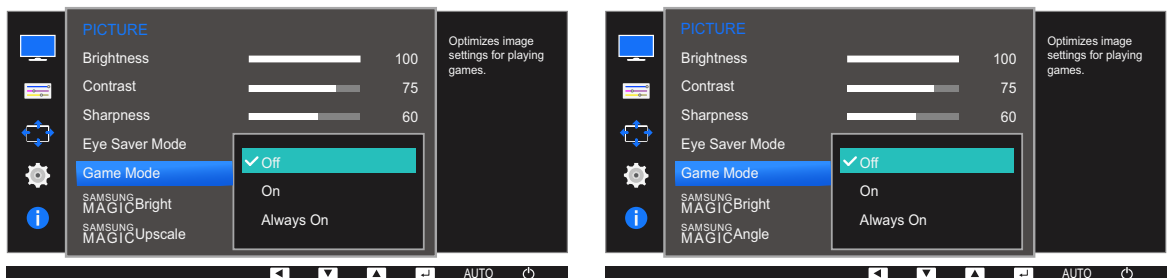 PICTURE
Brightness 100
Contrast 75
Sharpness 60
Eye Saver Mode
Game Mode
SAMSUNG
MAGICBright
SAMSUNG
MAGICUpscale
Off
On
Always On
Optimizes image
settings for playing
games.
AUTO
PICTURE
Brightness 100
Contrast 75
Sharpness 60
Eye Saver Mode
Game Mode
SAMSUNG
MAGICBright
SAMSUNG
MAGICAngle
Off
On
Always On
Optimizes image
settings for playing
games.
AUTO